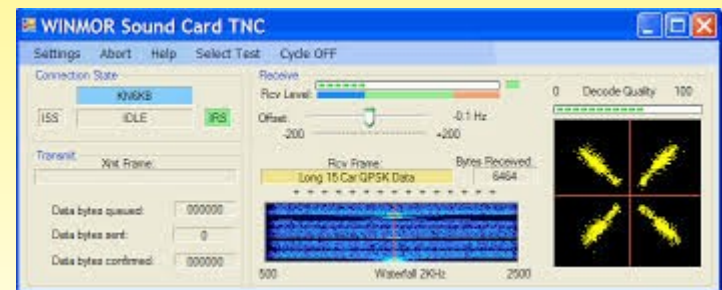 WINMOR Sound Card TNC
Settings Abort Help Select Test Cycle OFF
Connection State
KN6KB
ISS IDLE IRS
Transmit
Xmt Frame:
Data bytes queued: 000000
Data bytes sent: 0
Data bytes confirmed: 000000
Receive
Rcv Level:
Offset: -0.1 Hz
-200 +200
Rcv Frame: Bytes Received:
Long 15 Car QPSK Data 6464
500 Waterfall 2KHz 2500
0 Decode Quality 100